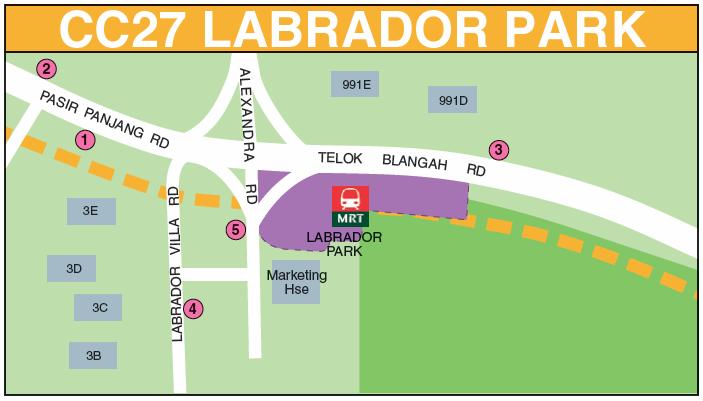 CC27 LABRADOR PARK
2
991E
991D
PASIR PANJANG RD
ALEXANDRA RD
1
3
TELOK BLANGAH RD
MRT
LABRADOR
PARK
3E
LABRADOR VILLA RD
5
3D
Marketing
Hse
3C
4
3B